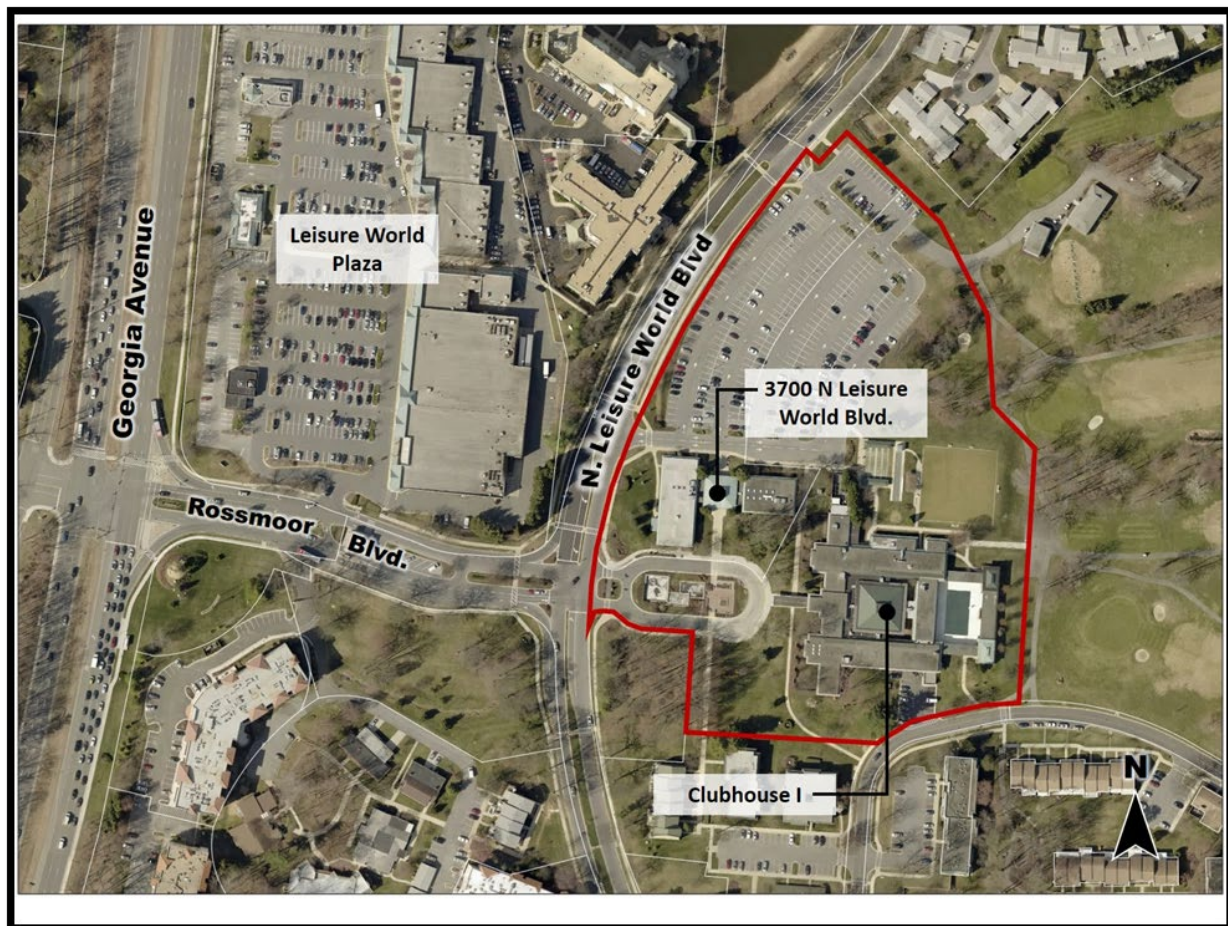 Leisure World
Plaza
Georgia Avenue
N. Leisure World Blvd
3700 N Leisure
World Blvd.
Rossmoor Blvd.
Clubhouse I
N